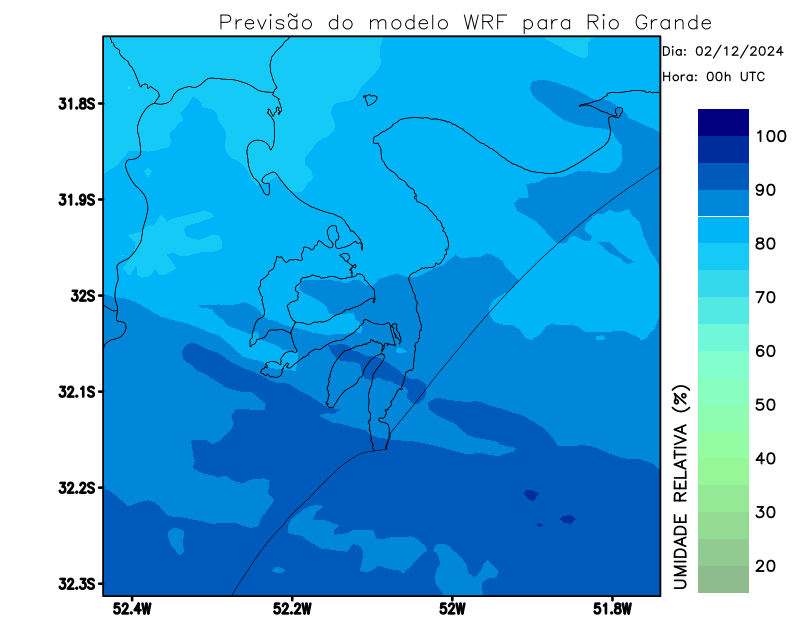 Previsão do modelo WRF para Rio Grande
Dia: 02/12/2024
Hora: 00h UTC
31.8S
31.9S
32S
32.1S
32.2S
32.3S
52.4W
52.2W
52W
51.8W
100
90
80
70
60
50
40
30
20
UMIDADE RELATIVA (%)